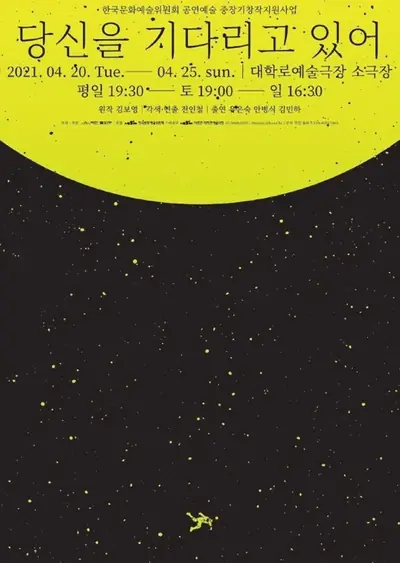 한국문화예술위원회 공연예술 중장기창작지원사업
당신을 기다리고 있어
2021. 04. 20. Tue.—— 04. 25. sun. | 대학로예술극장 소극장
평일 19:30 —— 토 19:00 —— 일 16:30
원작 김보영 | 각색·연출 전인철 | 출연 유은숙 안병식 김민하